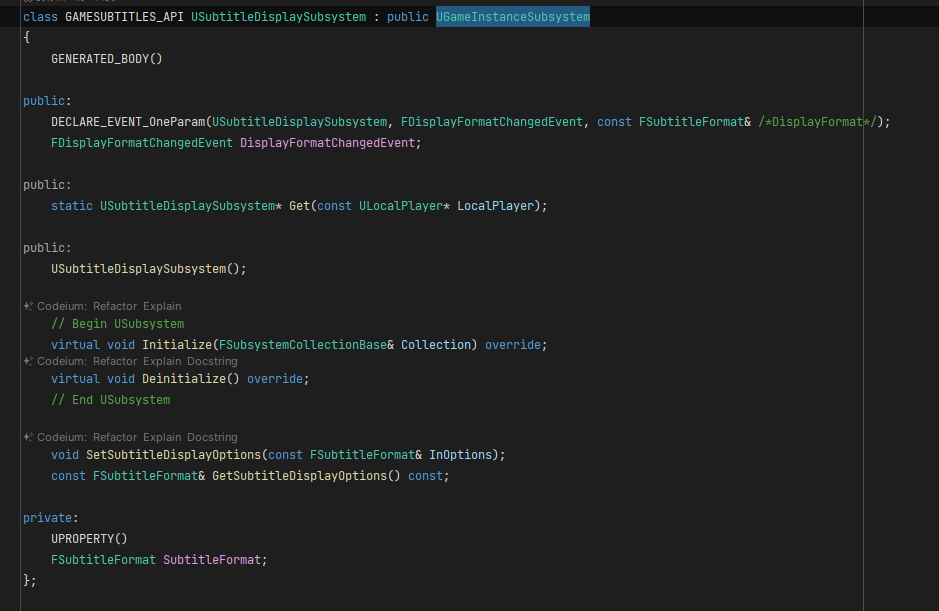 class GAMESUBTITLES_API USubtitleDisplaySubsystem : public UGameInstanceSubsystem
{
GENERATED_BODY()
public:
DECLARE_EVENT_OneParam(USubtitleDisplaySubsystem, FDisplayFormatChangedEvent, const FSubtitleFormat& /*DisplayFormat*/);
FDisplayFormatChangedEvent DisplayFormatChangedEvent;
public:
static USubtitleDisplaySubsystem* Get(const ULocalPlayer* LocalPlayer);
public:
USubtitleDisplaySubsystem();
Codeium: Refactor Explain
// Begin USubsystem
virtual void Initialize(FSubsystemCollectionBase& Collection) override;
Codeium: Refactor Explain Docstring
virtual void Deinitialize() override;
// End USubsystem
Codeium: Refactor Explain Docstring
void SetSubtitleDisplayOptions(const FSubtitleFormat& InOptions);
const FSubtitleFormat& GetSubtitleDisplayOptions() const;
private:
UPROPERTY()
FSubtitleFormat SubtitleFormat;
};